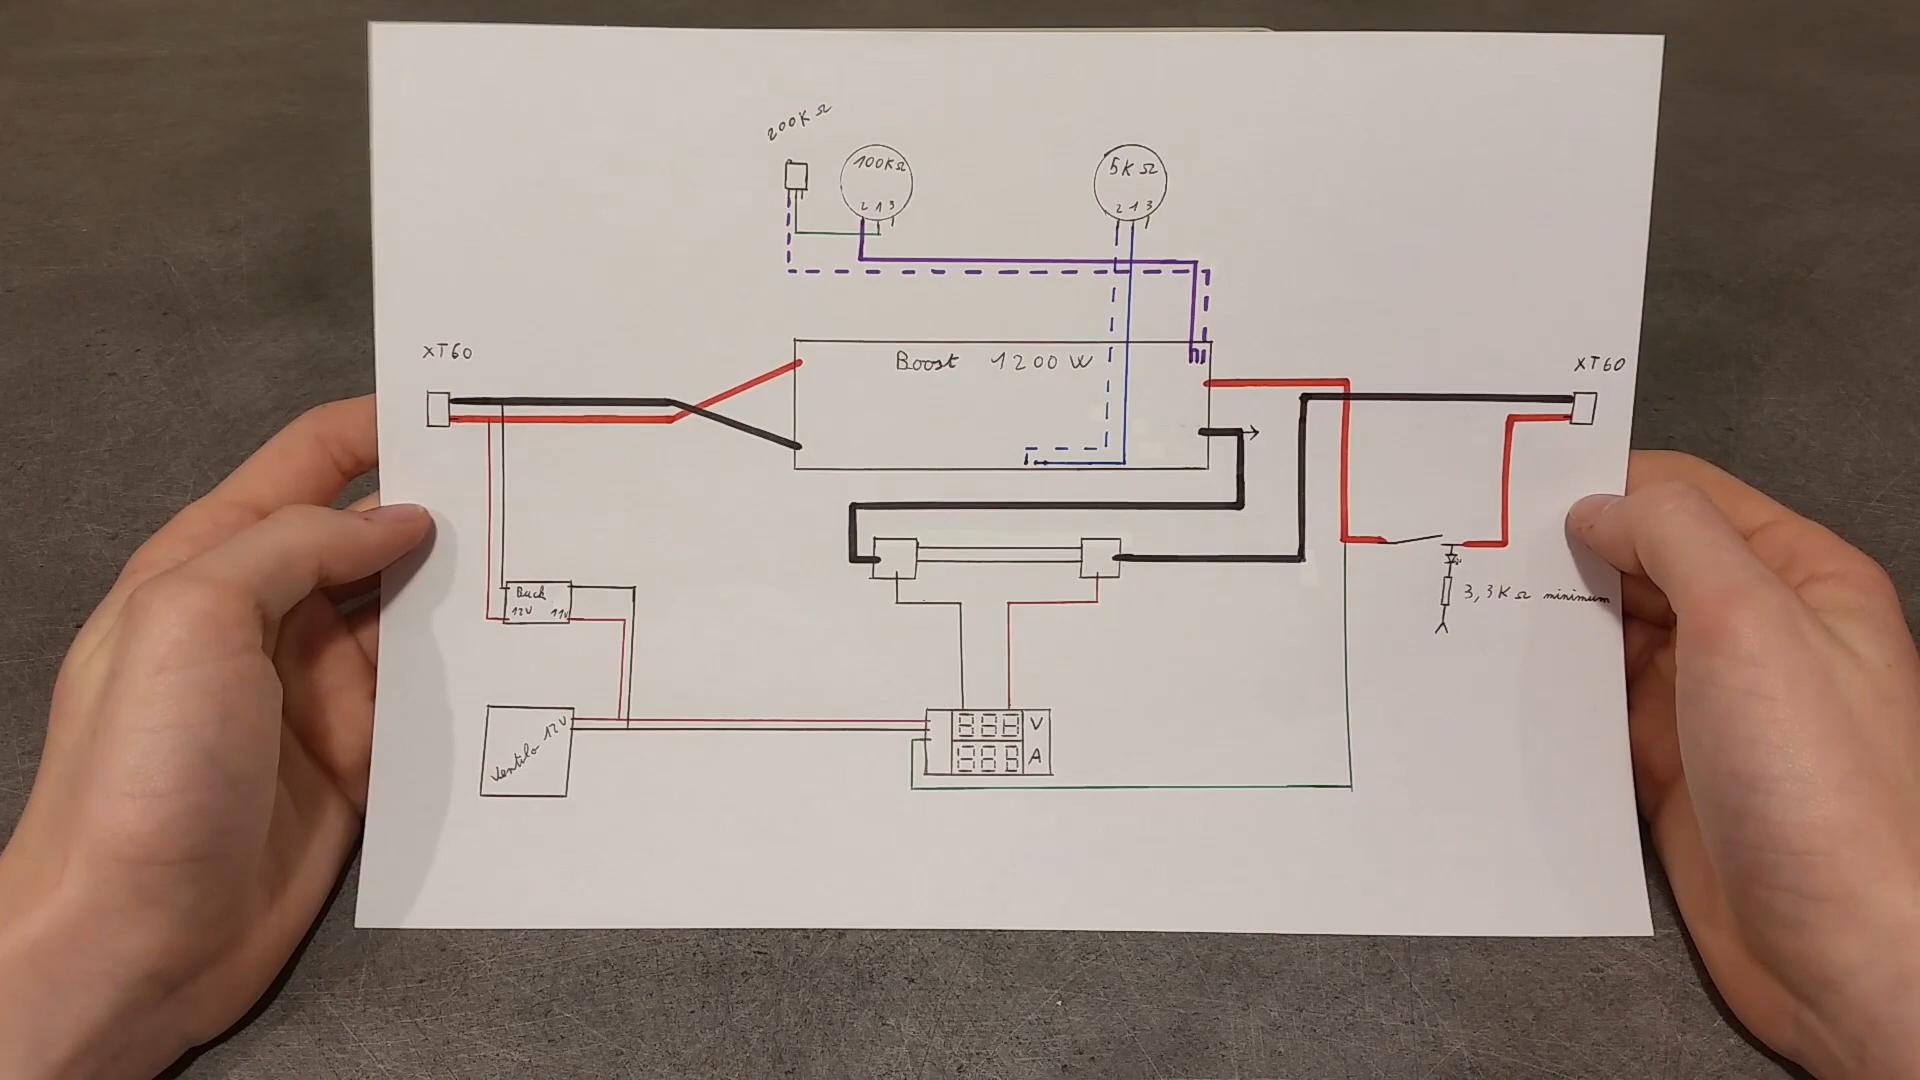 200K Ω
100K Ω
2 1 3
5K Ω
2 1 3
XT60
Boost 1200 W
XT60
3,3K Ω minimum
Buck
12V 11V
Ventilo 12V
V
A